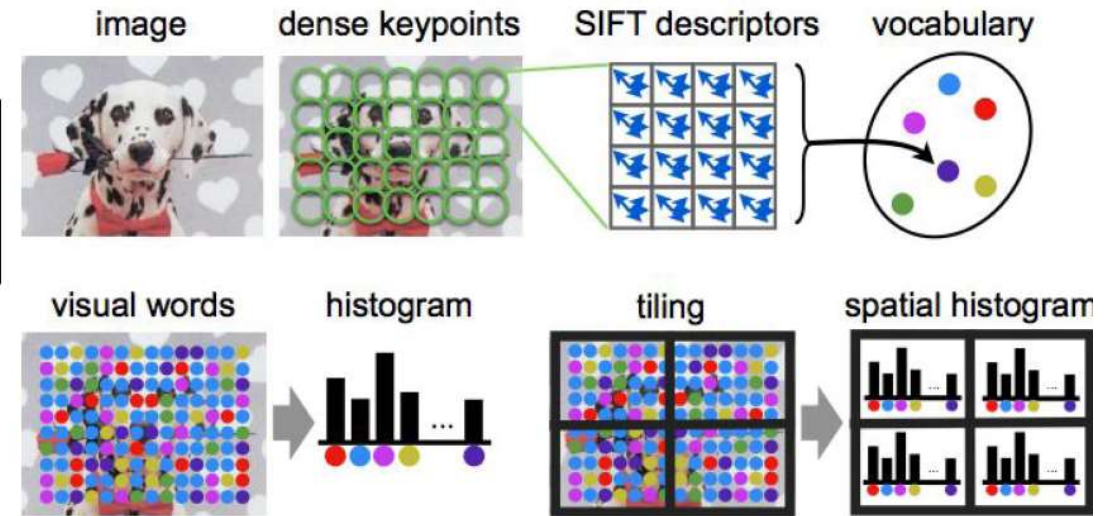 image
dense keypoints
SIFT descriptors
vocabulary
visual words
histogram
tiling
spatial histogram
...
... ...
... ...